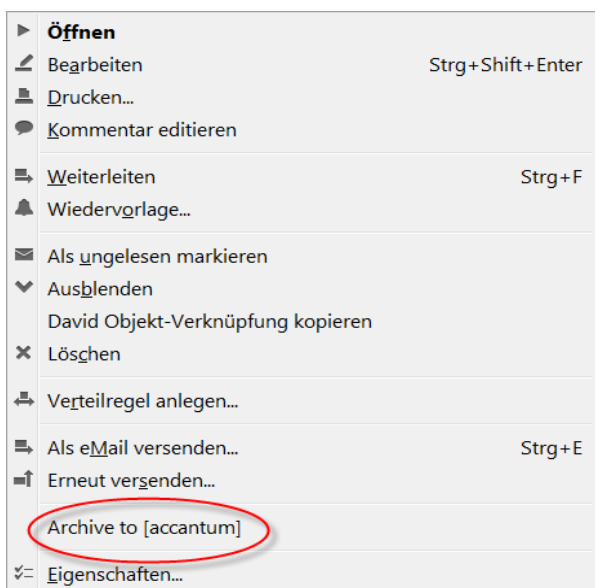 Öffnen
Bearbeiten Strg+Shift+Enter
Drucken...
Kommentar editieren
Weiterleiten Strg+F
Wiedervorlage...
Als ungelesen markieren
Ausblenden
David Objekt-Verknüpfung kopieren
Löschen
Verteilregel anlegen...
Als eMail versenden... Strg+E
Erneut versenden...
Archive to [accantum]
Eigenschaften...